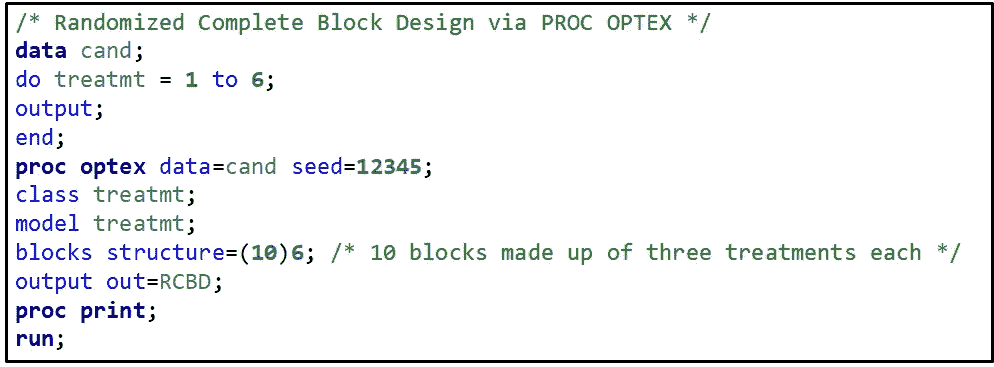 /* Randomized Complete Block Design via PROC OPTEX */
data cand;
do treatmt = 1 to 6;
output;
end;
proc optex data=cand seed=12345;
class treatmt;
model treatmt;
blocks structure=(10)6; /* 10 blocks made up of three treatments each */
output out=RCBD;
proc print;
run;